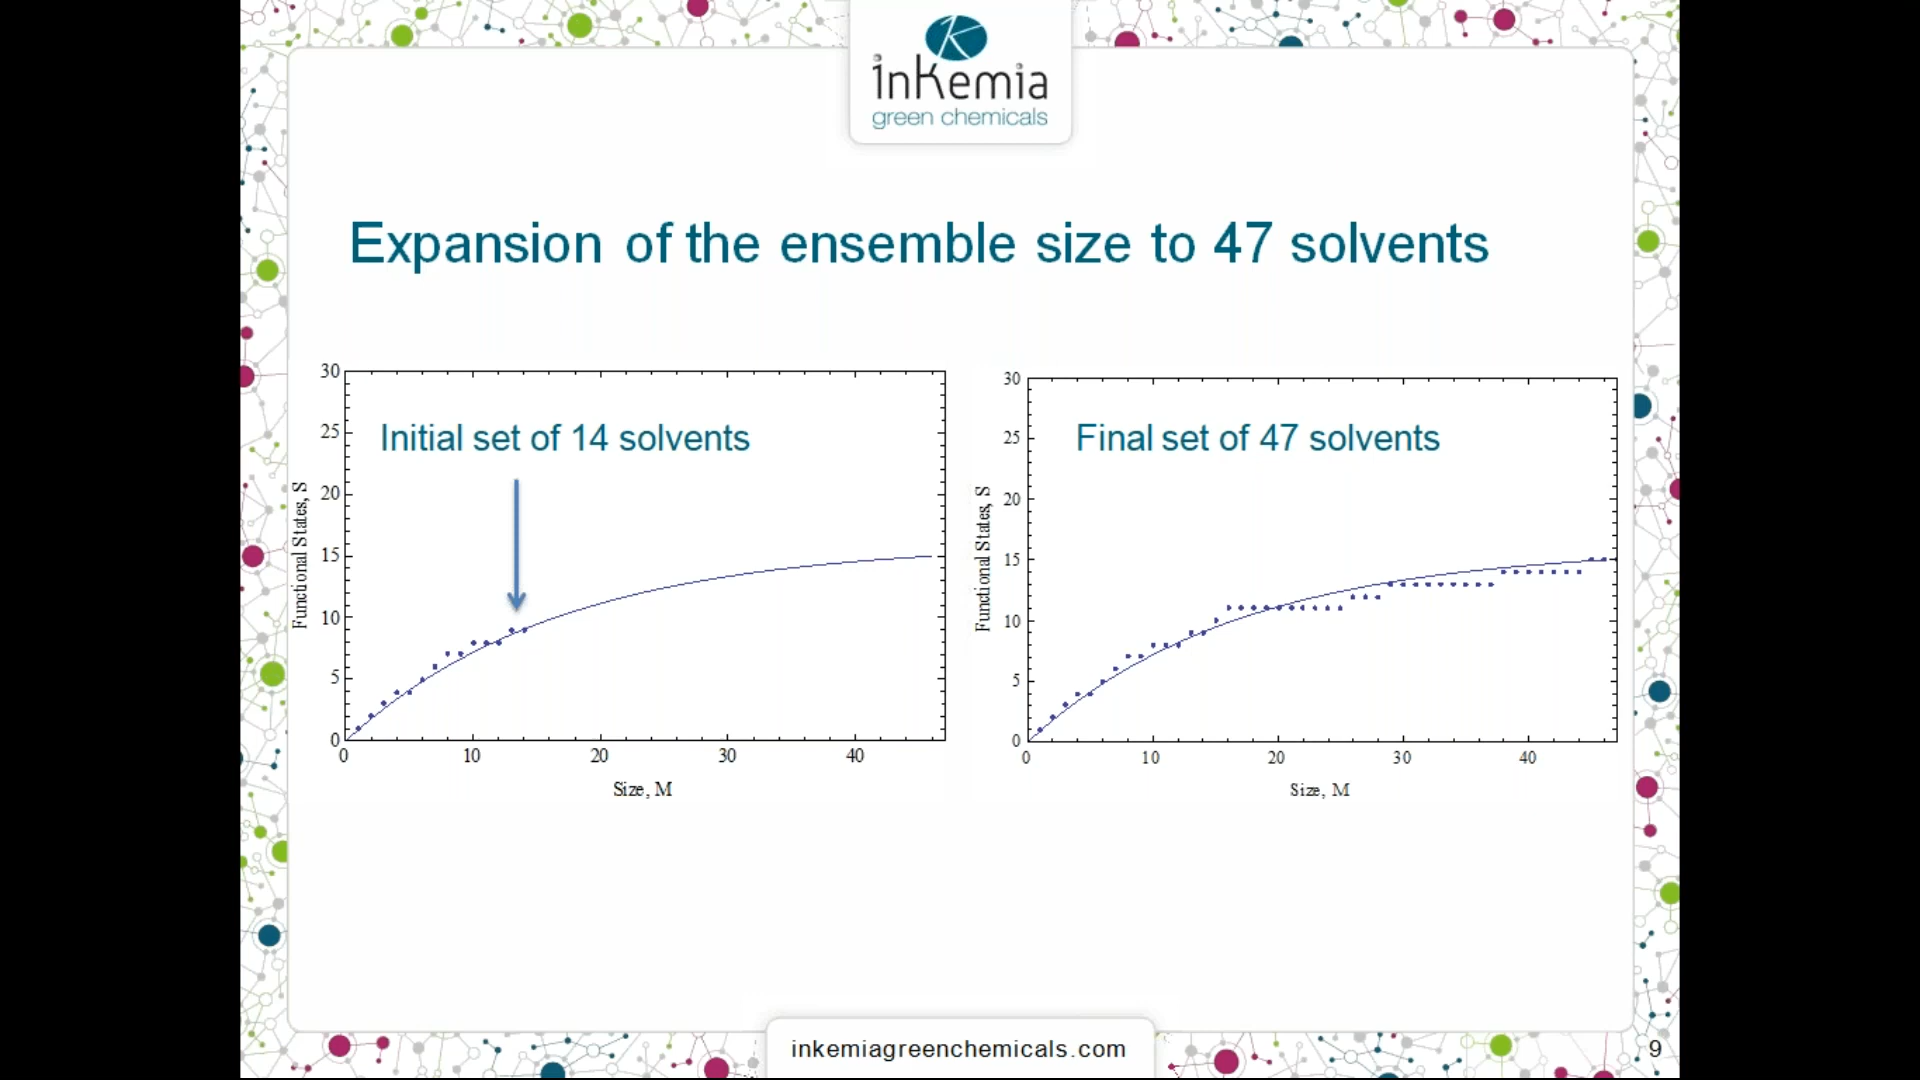 inkemia
green chemicals
Expansion of the ensemble size to 47 solvents
Initial set of 14 solvents
30
25
20
15
10
5
0
Functional States, S
0 10 20 30 40
Size, M
Final set of 47 solvents
30
25
20
15
10
5
0
Functional States, S
0 10 20 30 40
Size, M
inkemiagreenchemicals.com
9